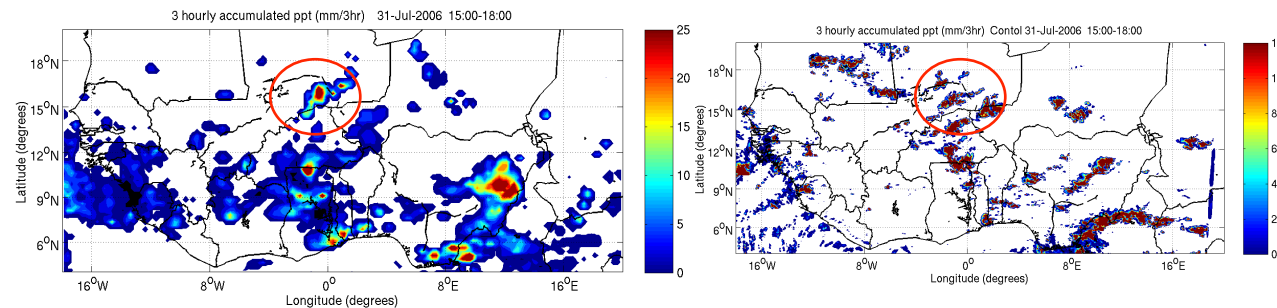 3 hourly accumulated ppt (mm/3hr) 31-Jul-2006 15:00-18:00
18°N
15°N
12°N
9°N
6°N
Latitude (degrees)
16°W
8°W
0°
8°E
16°E
Longitude (degrees)
25
20
15
10
5
0
3 hourly accumulated ppt (mm/3hr) Contol 31-Jul-2006 15:00-18:00
18°N
15°N
12°N
9°N
6°N
Latitude (degrees)
16°W
8°W
0°
8°E
16°E
Longitude (degrees)
1
1
8
6
4
2
0